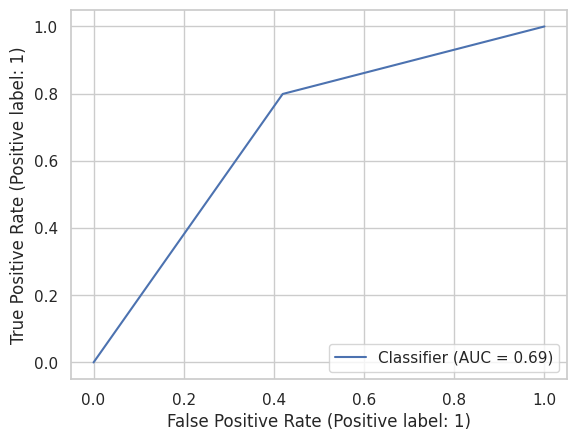 True Positive Rate (Positive label: 1)
1.0
0.8
0.6
0.4
0.2
0.0
0.0 0.2 0.4 0.6 0.8 1.0
False Positive Rate (Positive label: 1)
Classifier (AUC = 0.69)